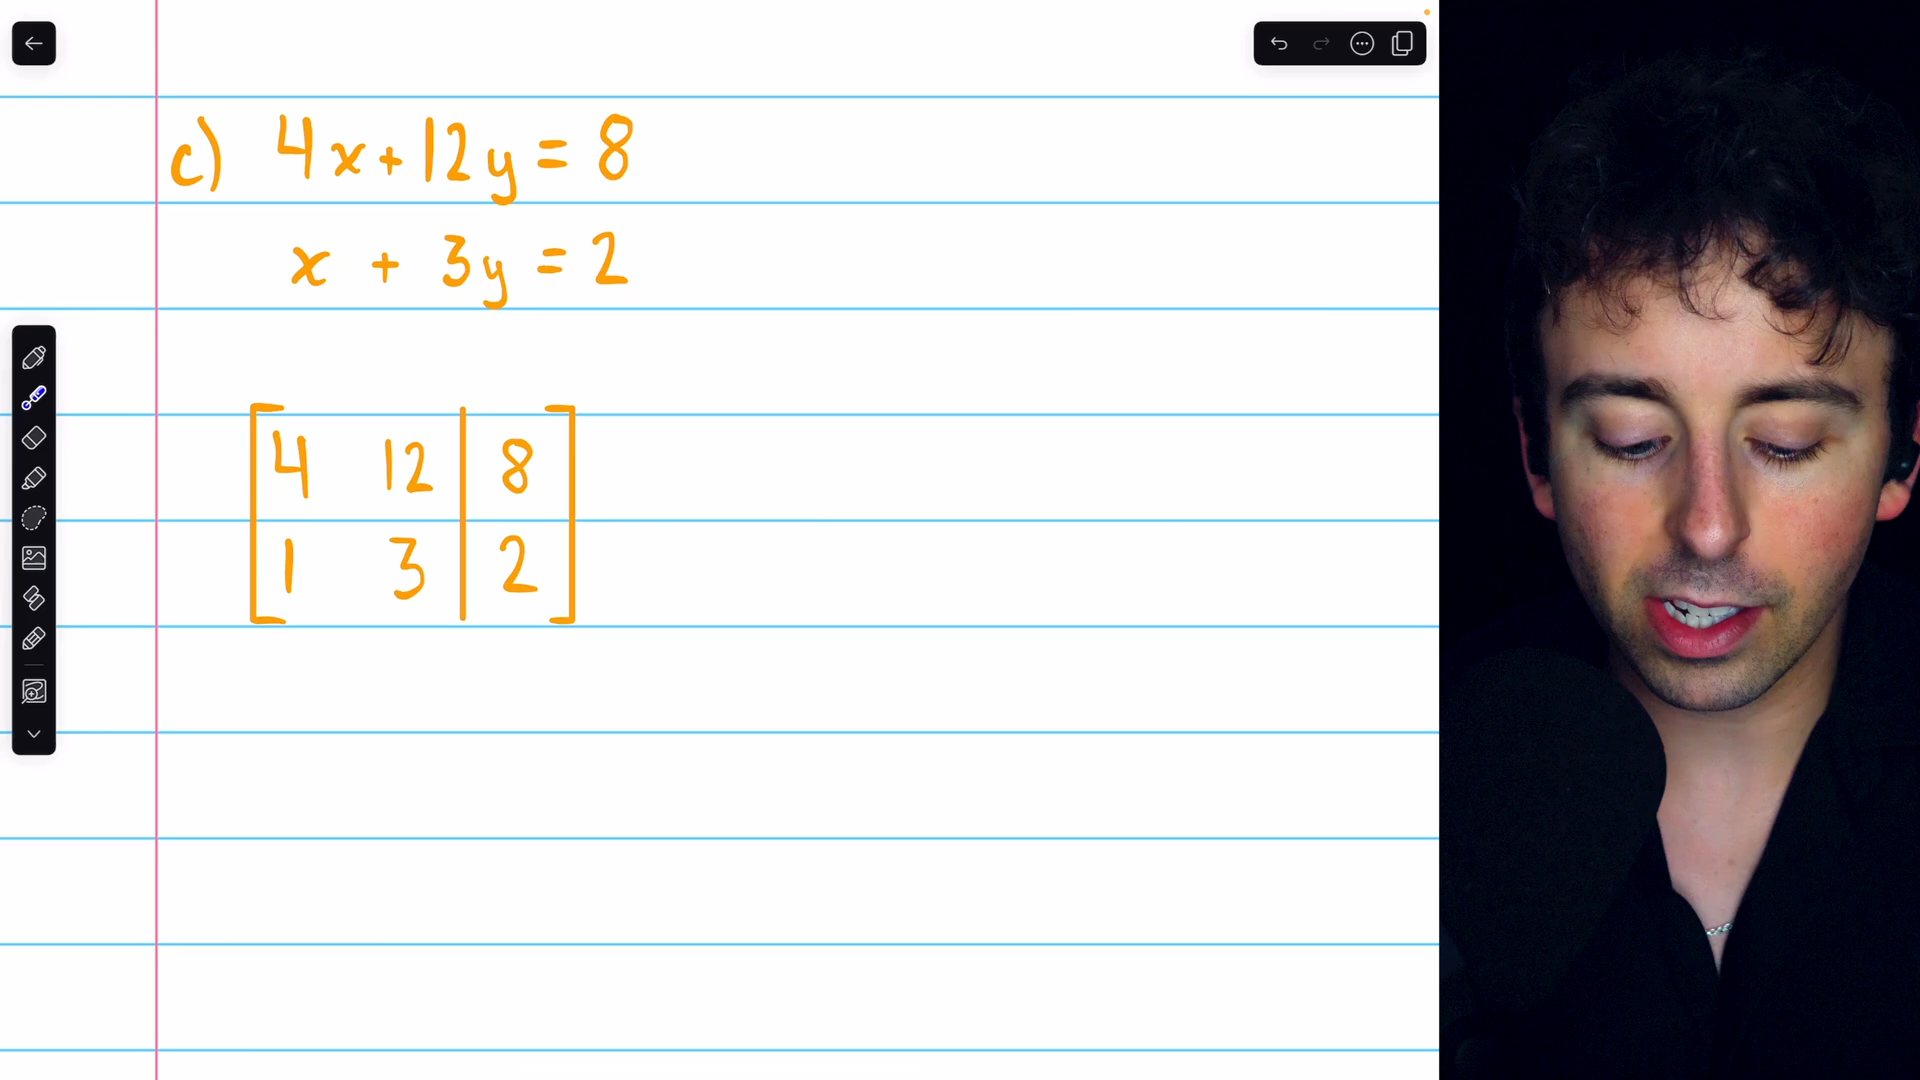 c) 4x+12y = 8
x + 3y = 2
4 12 | 8
1 3 | 2